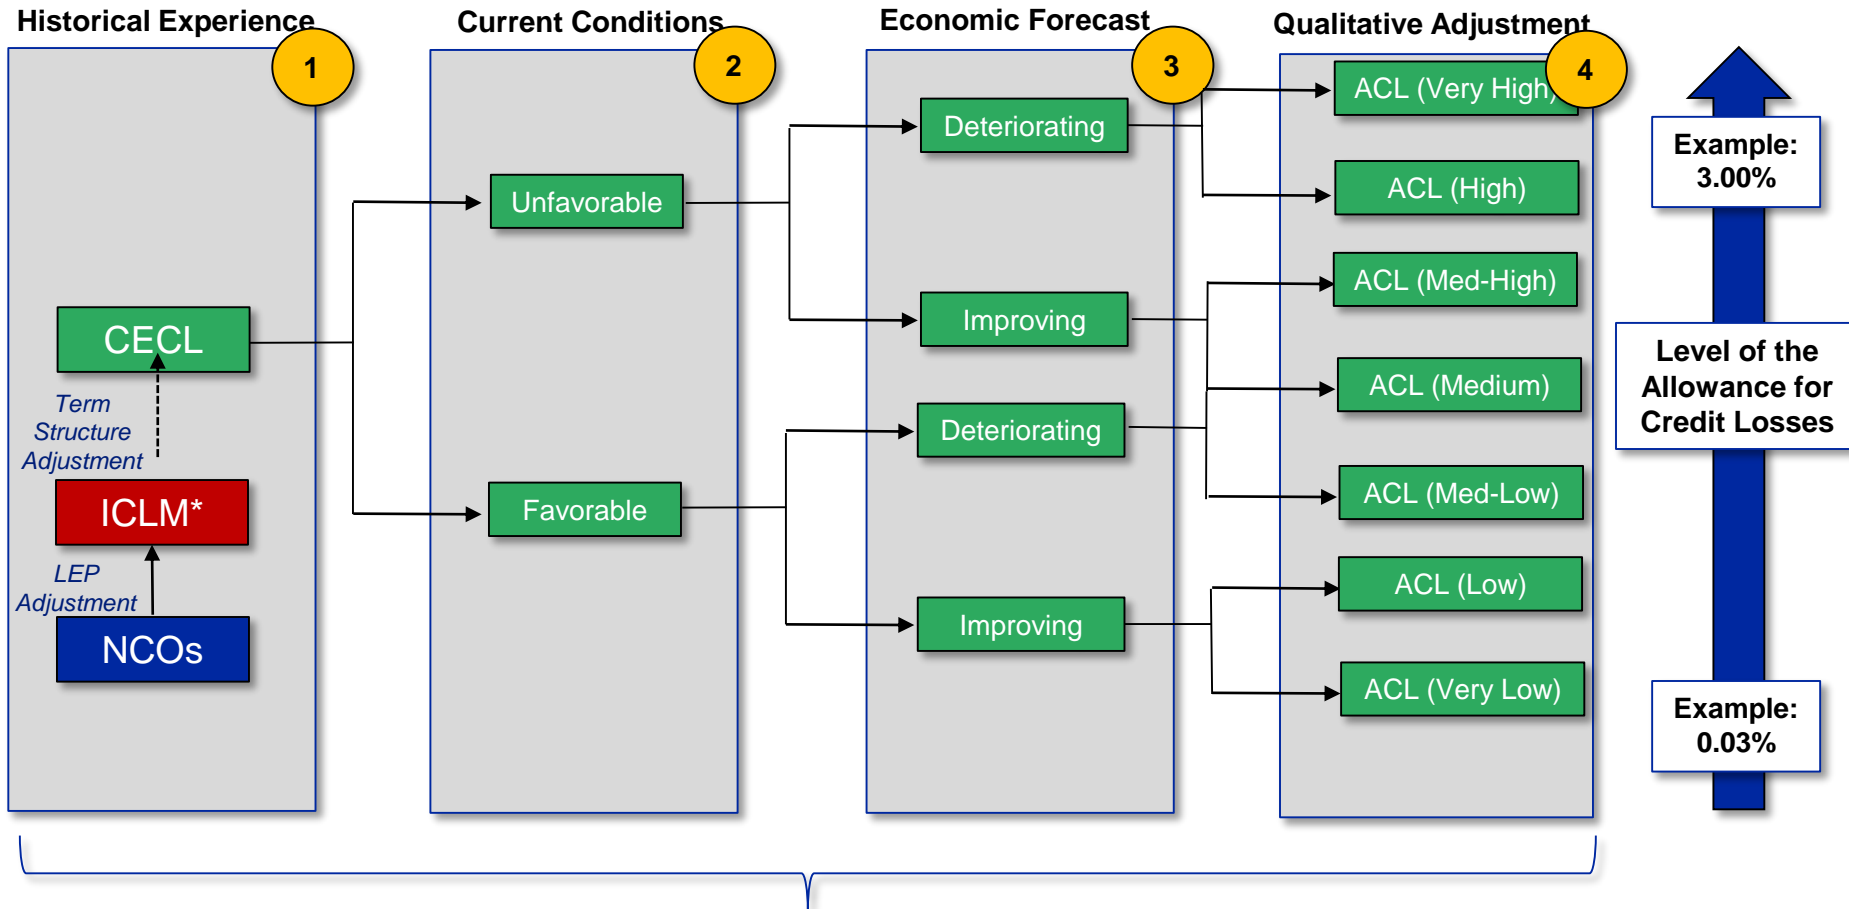 Historical Experience
1
Current Conditions
2
Economic Forecast
3
Qualitative Adjustment
4
CECL
Term
Structure
Adjustment
ICLM*
LEP
Adjustment
NCOs
Unfavorable
Favorable
Deteriorating
Improving
Deteriorating
Improving
ACL (Very High)
ACL (High)
ACL (Med-High)
ACL (Medium)
ACL (Med-Low)
ACL (Low)
ACL (Very Low)
Example:
3.00%
Level of the
Allowance for
Credit Losses
Example:
0.03%